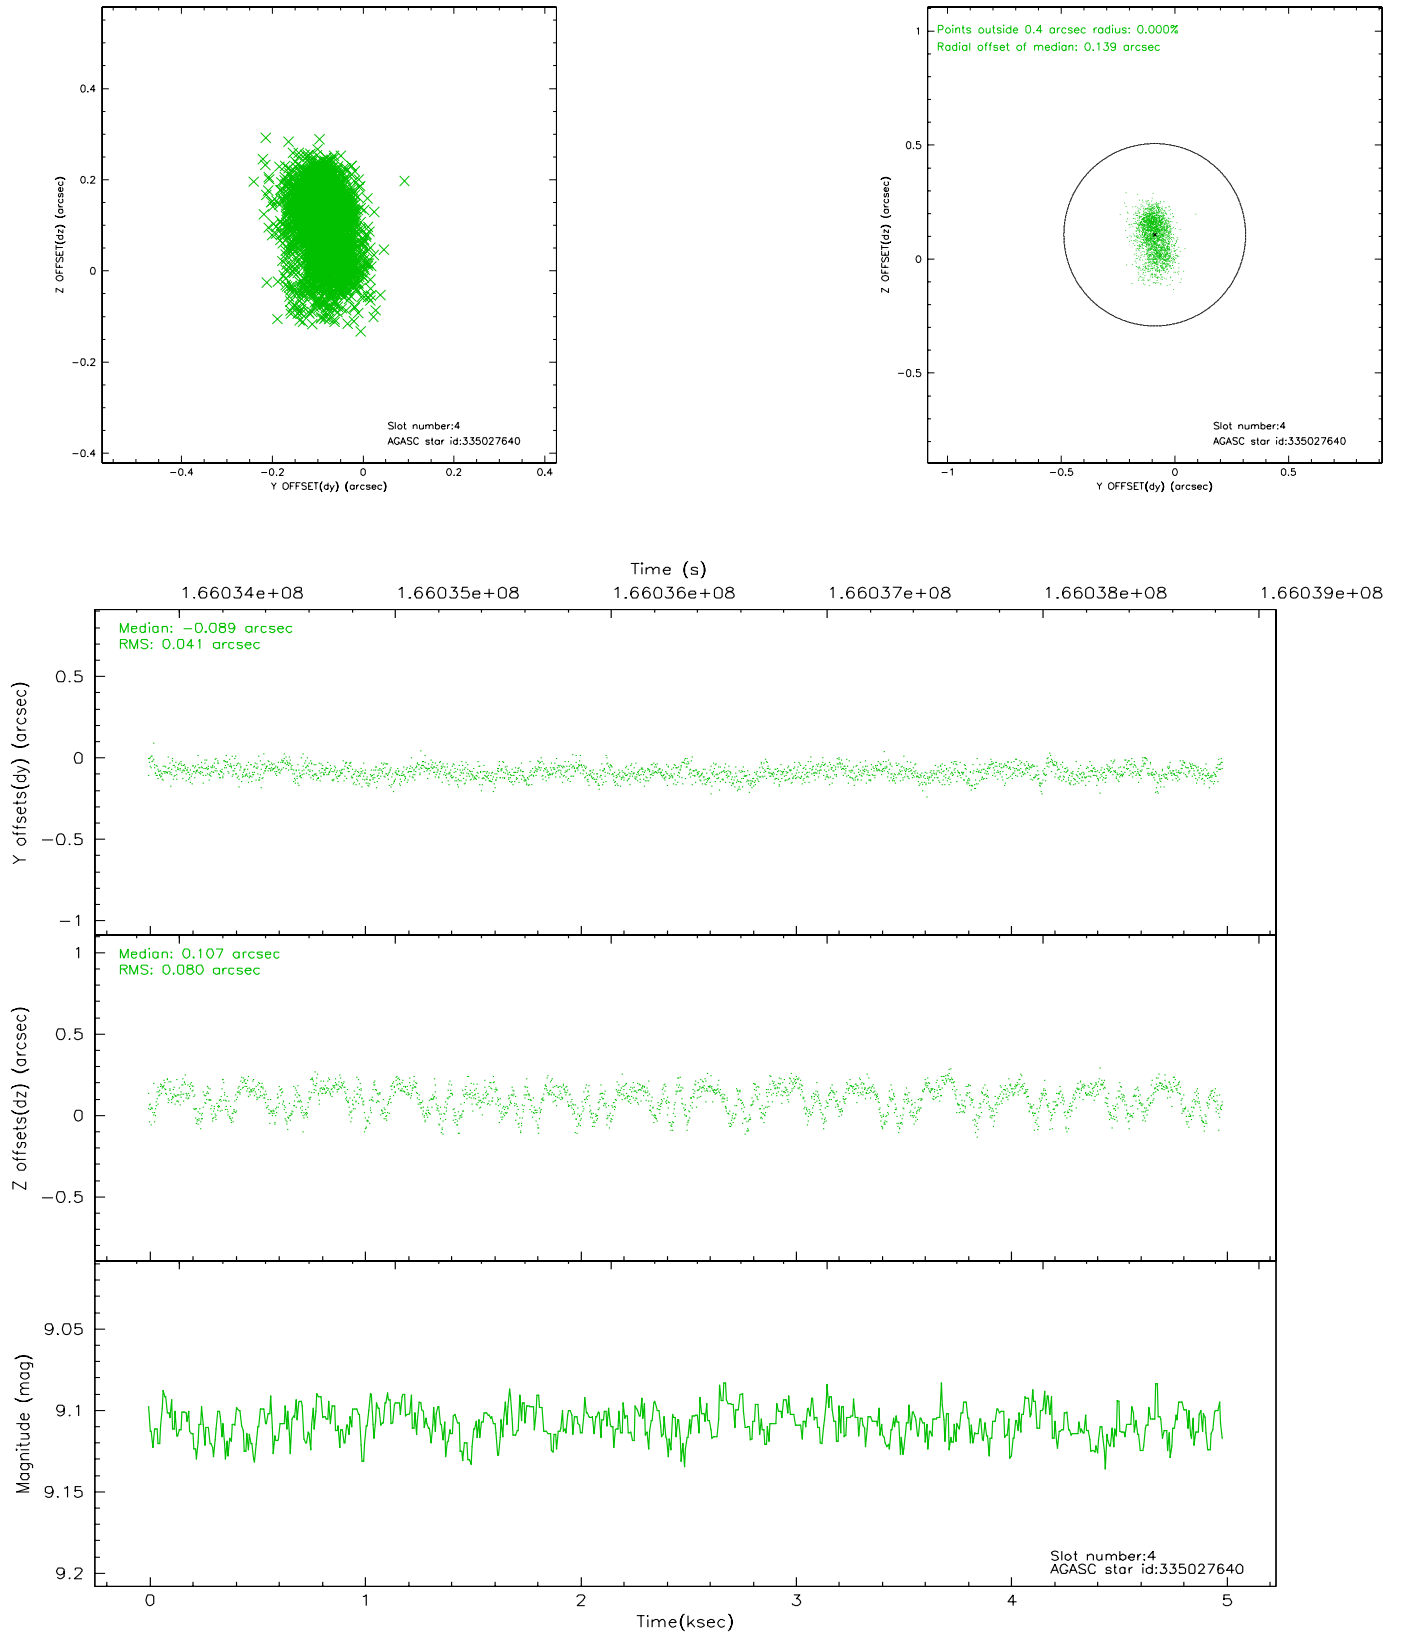 0.4
0.2
0
−0.2
−0.4
Z OFFSET(dz) (arcsec)
−0.4
−0.2
0
0.2
0.4
Y OFFSET(dy) (arcsec)
Slot number:4
AGASC star id:335027640
Points outside 0.4 arcsec radius: 0.000%
Radial offset of median: 0.139 arcsec
1
0.5
0
−0.5
Z OFFSET(dz) (arcsec)
−1
−0.5
0
0.5
Y OFFSET(dy) (arcsec)
Slot number:4
AGASC star id:335027640
Time (s)
1.66034e+08
1.66035e+08
1.66036e+08
1.66037e+08
1.66038e+08
1.66039e+08
Median: −0.089 arcsec
RMS: 0.041 arcsec
0.5
0
−0.5
−1
Y offsets(dy) (arcsec)
Median: 0.107 arcsec
RMS: 0.080 arcsec
1
0.5
0
−0.5
Z offsets(dz) (arcsec)
9.05
9.1
9.15
9.2
Magnitude (mag)
Slot number:4
AGASC star id:335027640
0
1
2
3
4
5
Time(ksec)